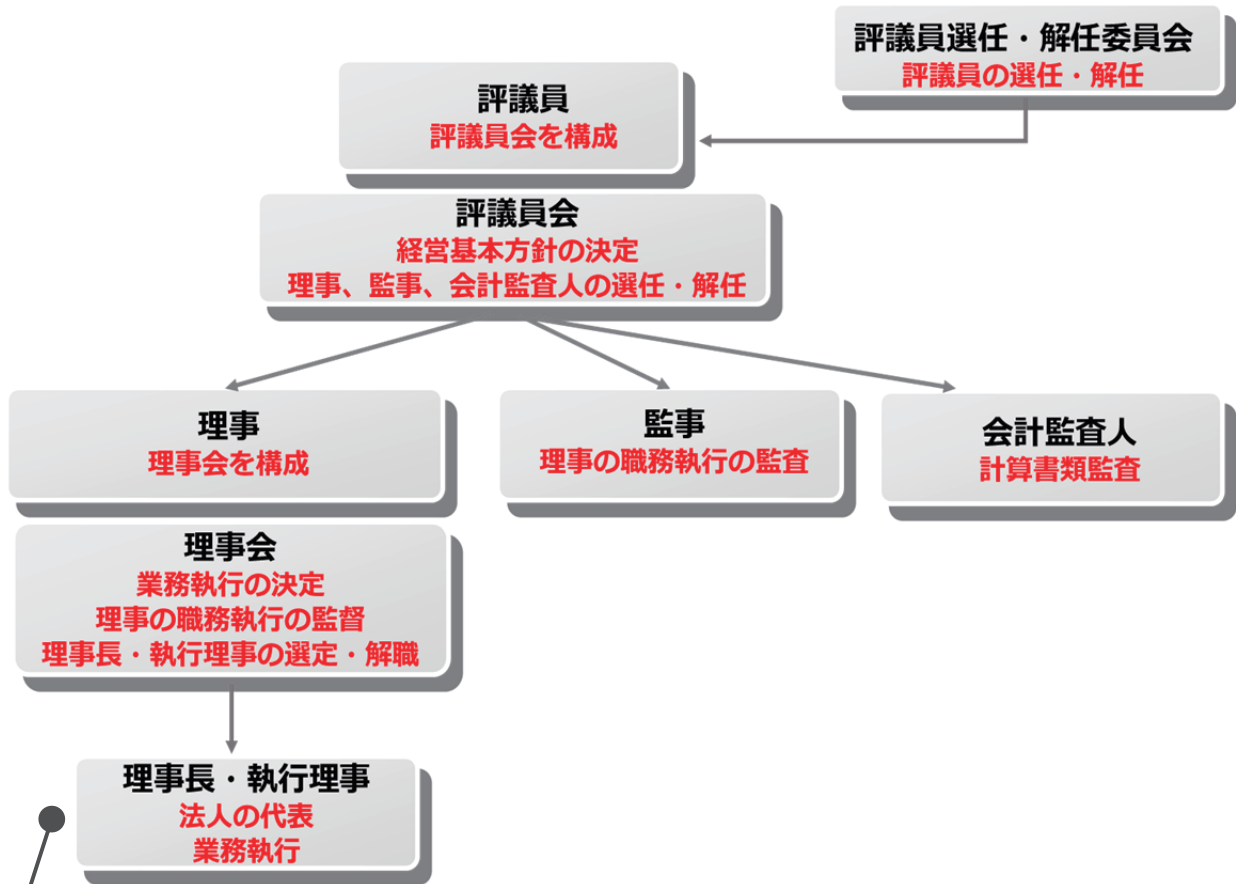 評議員選任・解任委員会
評議員の選任・解任
評議員
評議員会を構成
評議員会
経営基本方針の決定
理事、監事、会計監査人の選任・解任
理事
理事会を構成
監事
理事の職務執行の監査
会計監査人
計算書類監査
理事会
業務執行の決定
理事の職務執行の監督
理事長・執行理事の選定・解職
理事長・執行理事
法人の代表
業務執行